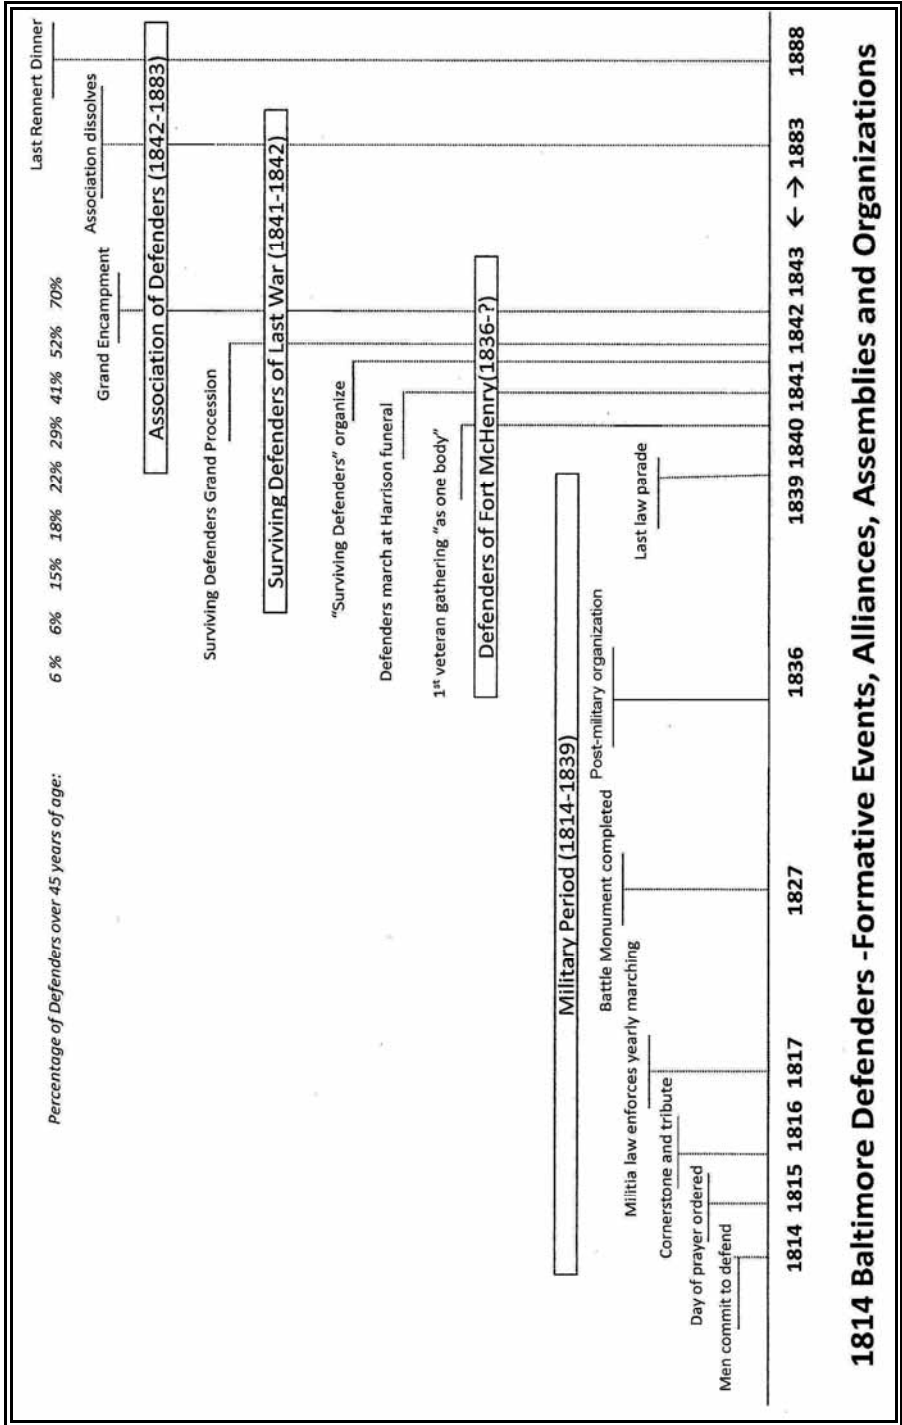 Last Rennert Dinner
Percentage of Defenders over 45 years of age: 6 % 6% 15% 18% 22% 29% 41% 52% 70%
Association dissolves
Grand Encampment
Association of Defenders (1842-1883)
Surviving Defenders Grand Procession
Surviving Defenders of Last War (1841-1842)
"Surviving Defenders" organize
Defenders march at Harrison funeral
1st veteran gathering "as one body"
Defenders of Fort McHenry(1836-?)
Military Period (1814-1839)
Post-military organization
Battle Monument completed
Militia law enforces yearly marching
Last law parade
Cornerstone and tribute
Day of prayer ordered
Men commit to defend
1814 1815 1816 1817 1827 1836 1839 1840 1841 1842 1843 ← → 1883 1888
1814 Baltimore Defenders -Formative Events, Alliances, Assemblies and Organizations